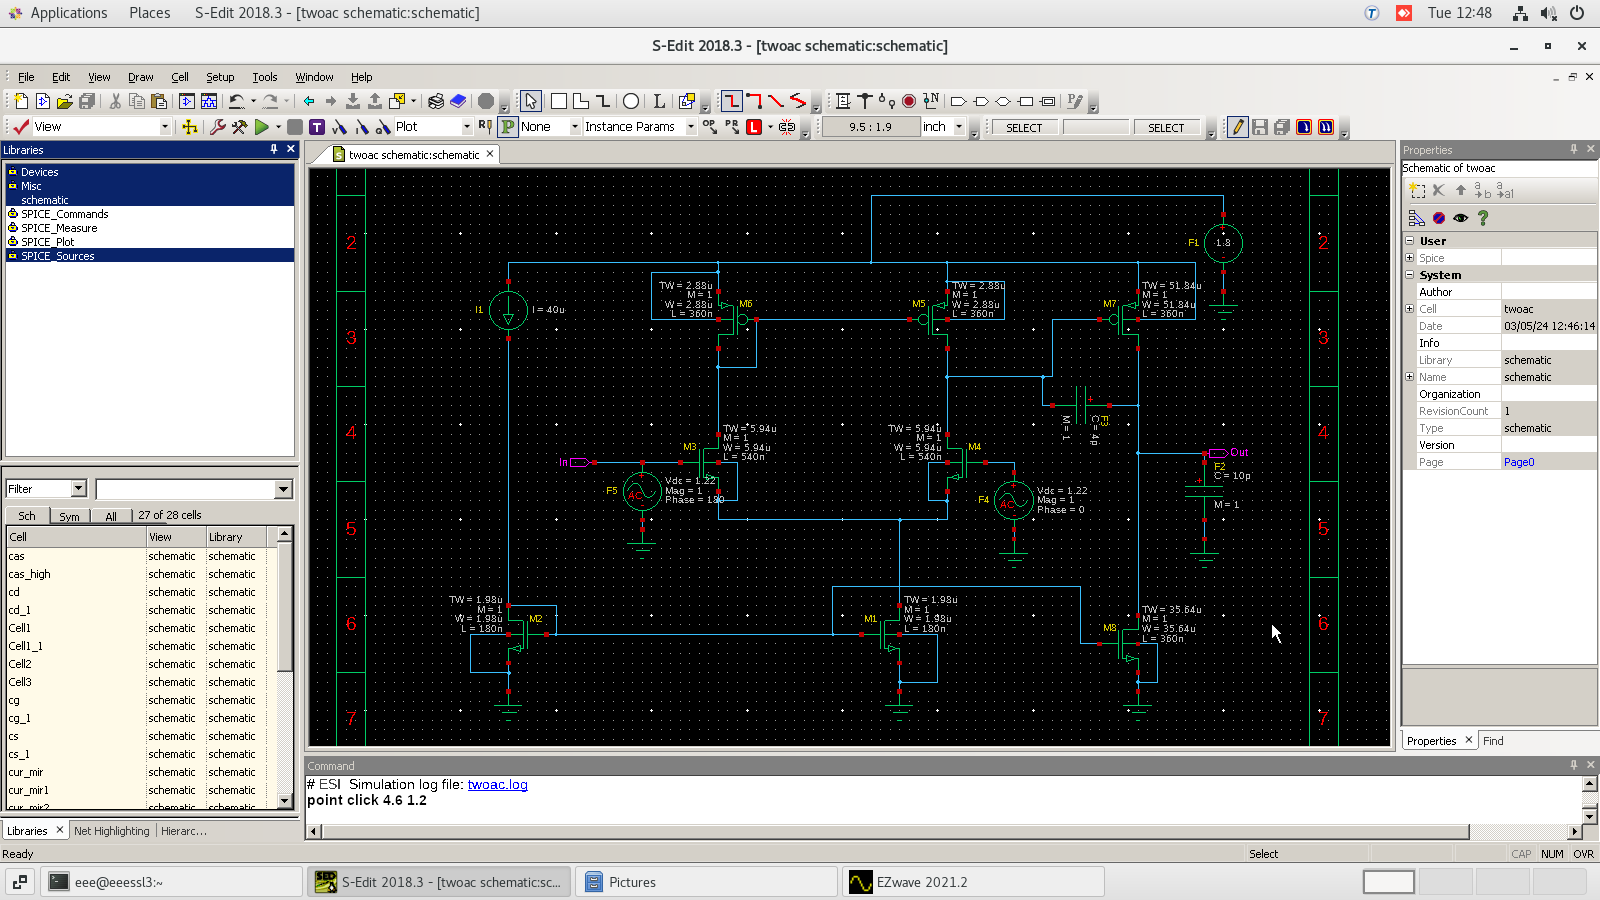 Applications Places S-Edit 2018.3 - [twoac schematic:schematic] Tue 12:48
S-Edit 2018.3 - [twoac schematic:schematic]
File Edit View Draw Cell Setup Tools Window Help
View Plot None Instance Params 9.5 : 1.9 inch SELECT SELECT
Libraries
Devices
Misc
schematic
SPICE_Commands
SPICE_Measure
SPICE_Plot
SPICE_Sources
Filter
Sch Sym All 27 of 28 cells
Cell View Library
cas schematic schematic
cas_high schematic schematic
cd schematic schematic
cd_1 schematic schematic
Cell1 schematic schematic
Cell1_1 schematic schematic
Cell2 schematic schematic
Cell3 schematic schematic
cg schematic schematic
cg_1 schematic schematic
cs schematic schematic
cs_1 schematic schematic
cur_mir schematic schematic
cur_mir1 schematic schematic
cur_mir2 schematic schematic
Libraries Net Highlighting Hierarc...
twoac schematic:schematic
2 2
3 3
4 4
5 5
6 6
7 7
F1 1.8
I1 I = 40u
TW = 2.88u
M = 1
W = 2.88u
L = 360n
M6
TW = 2.88u
M = 1
W = 2.88u
L = 360n
M5
TW = 51.84u
M = 1
W = 51.84u
L = 360n
M7
F3
C = 4p
M = 1
TW = 5.94u
M = 1
W = 5.94u
L = 540n
M3
TW = 5.94u
M = 1
W = 5.94u
L = 540n
M4
In
F5 AC
Vdc = 1.22
Mag = 1
Phase = 180
F4 AC
Vdc = 1.22
Mag = 1
Phase = 0
Out
F2
C = 10p
M = 1
TW = 1.98u
M = 1
W = 1.98u
L = 180n
M2
TW = 1.98u
M = 1
W = 1.98u
L = 180n
M1
TW = 35.64u
M = 1
W = 35.64u
L = 360n
M8
Properties
Schematic of twoac
User
Spice
System
Author
Cell twoac
Date 03/05/24 12:46:14
Info
Library schematic
Name schematic
Organization
RevisionCount 1
Type schematic
Version
Page Page0
Properties Find
Command
# ESI Simulation log file: twoac.log
point click 4.6 1.2
Ready Select CAP NUM OVR
eee@eeessl3:~ S-Edit 2018.3 - [twoac schematic:sc... Pictures EZwave 2021.2